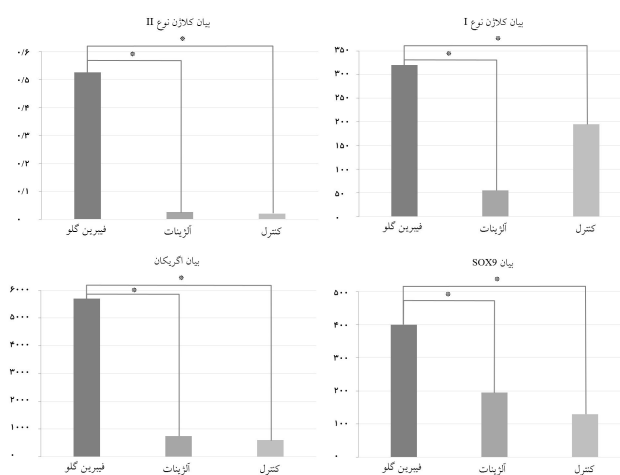 بیان کلاژن نوع II
*
*
۰/۶
۰/۵
۰/۴
۰/۳
۰/۲
۰/۱
۰
فیبرین گلو
آلژینات
کنترل
بیان کلاژن نوع I
*
*
۳۵۰
۳۰۰
۲۵۰
۲۰۰
۱۵۰
۱۰۰
۵۰
۰
فیبرین گلو
آلژینات
کنترل
بیان اگریکان
*
*
۶۰۰۰
۵۰۰۰
۴۰۰۰
۳۰۰۰
۲۰۰۰
۱۰۰۰
۰
فیبرین گلو
آلژینات
کنترل
بیان SOX9
*
*
۵۰۰
۴۰۰
۳۰۰
۲۰۰
۱۰۰
۰
فیبرین گلو
آلژینات
کنترل